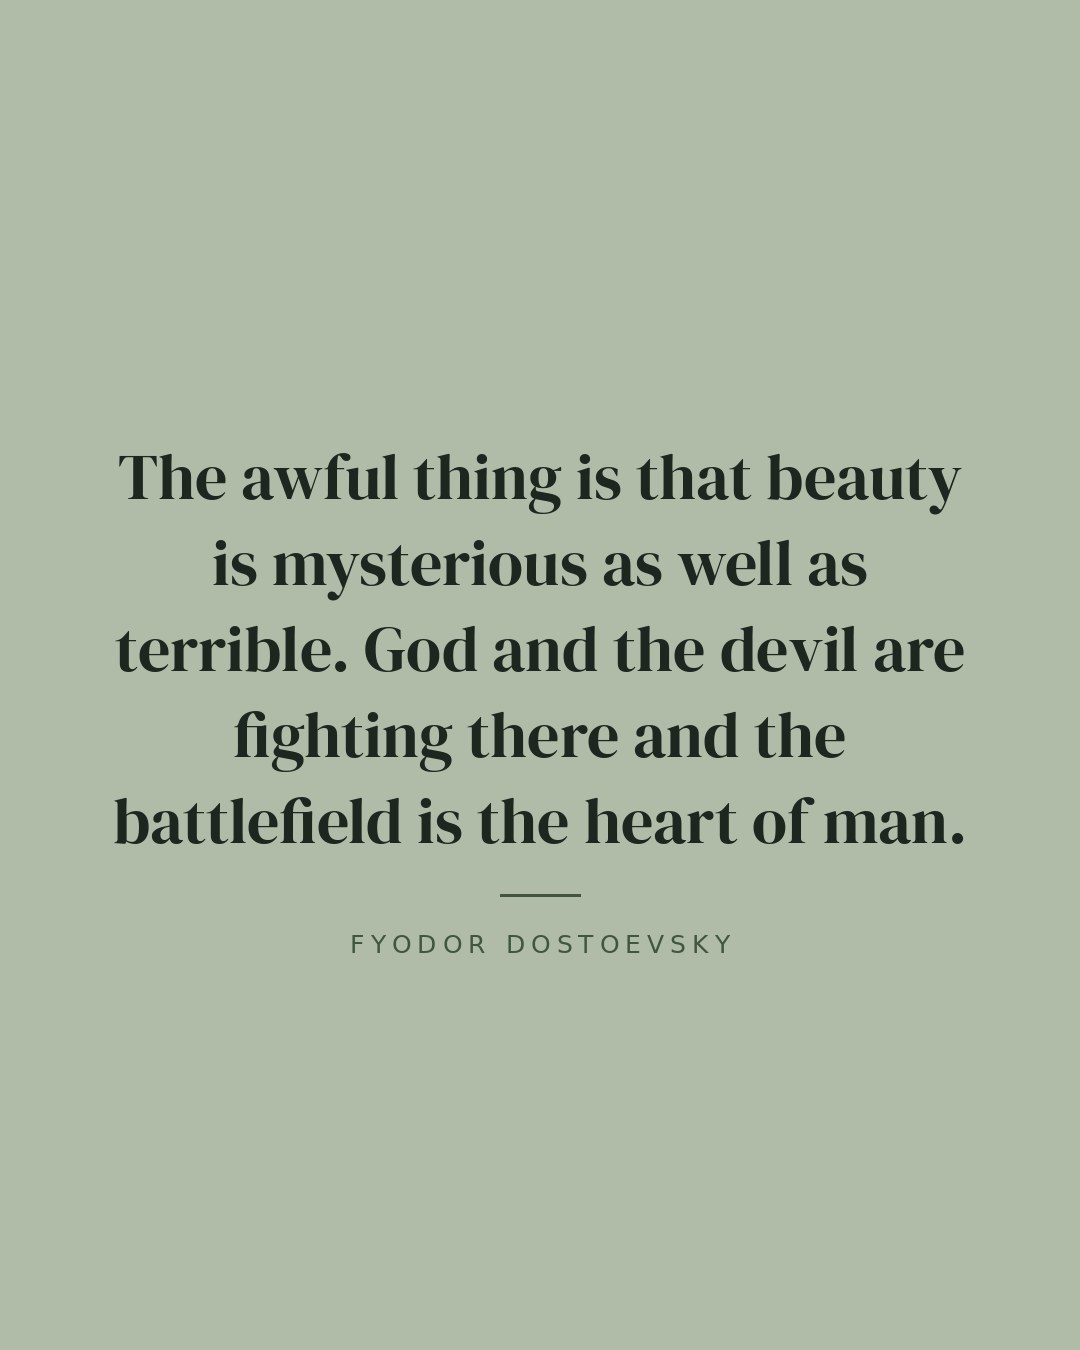 The awful thing is that beauty
is mysterious as well as
terrible. God and the devil are
fighting there and the
battlefield is the heart of man.
FYODOR DOSTOEVSKY